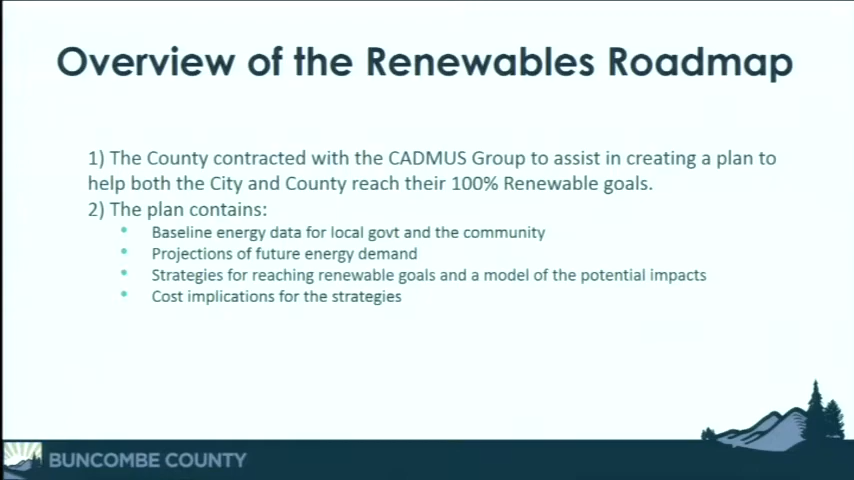 Overview of the Renewables Roadmap
1) The County contracted with the CADMUS Group to assist in creating a plan to
help both the City and County reach their 100% Renewable goals.
2) The plan contains:
• Baseline energy data for local govt and the community
• Projections of future energy demand
• Strategies for reaching renewable goals and a model of the potential impacts
• Cost implications for the strategies
BUNCOMBE COUNTY